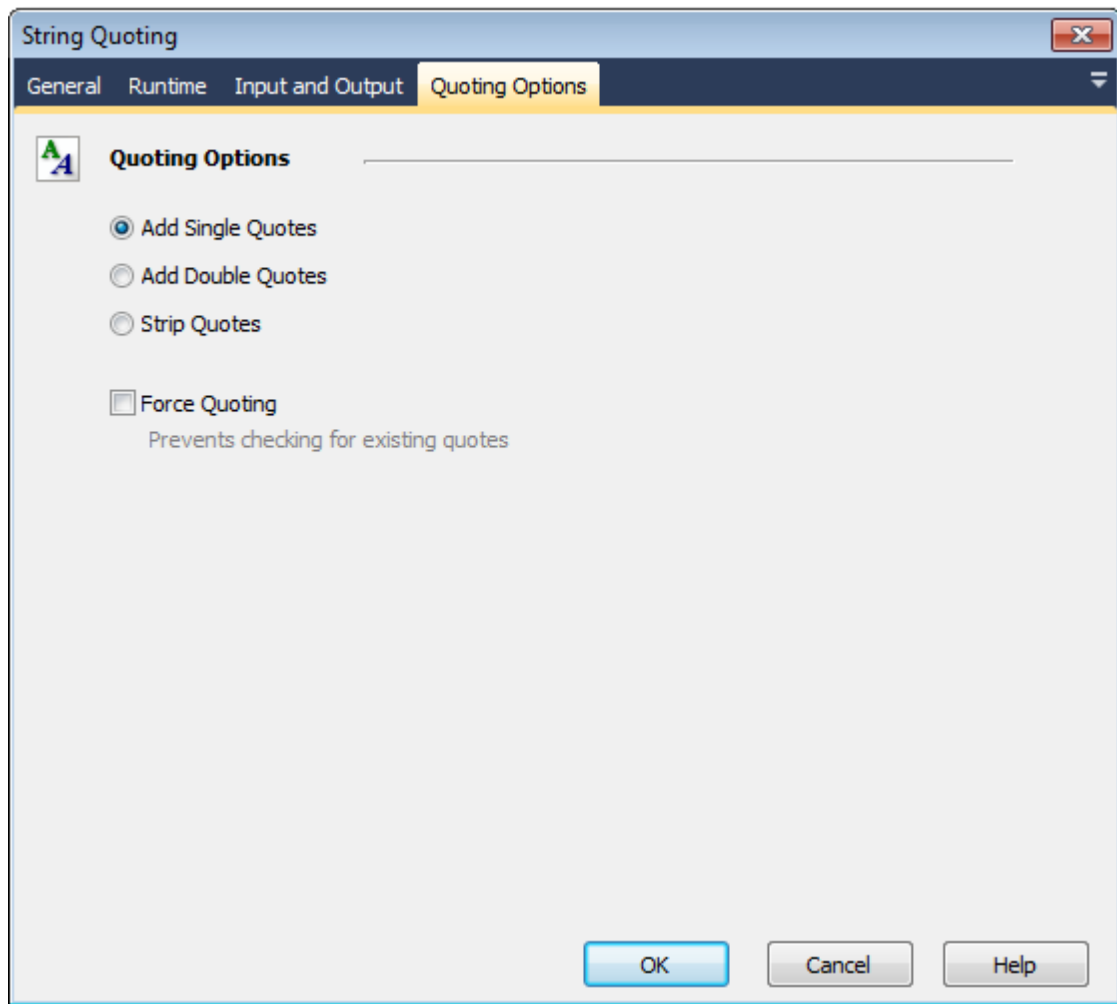 String Quoting
General Runtime Input and Output Quoting Options
Quoting Options
Add Single Quotes
Add Double Quotes
Strip Quotes
Force Quoting
Prevents checking for existing quotes
OK Cancel Help